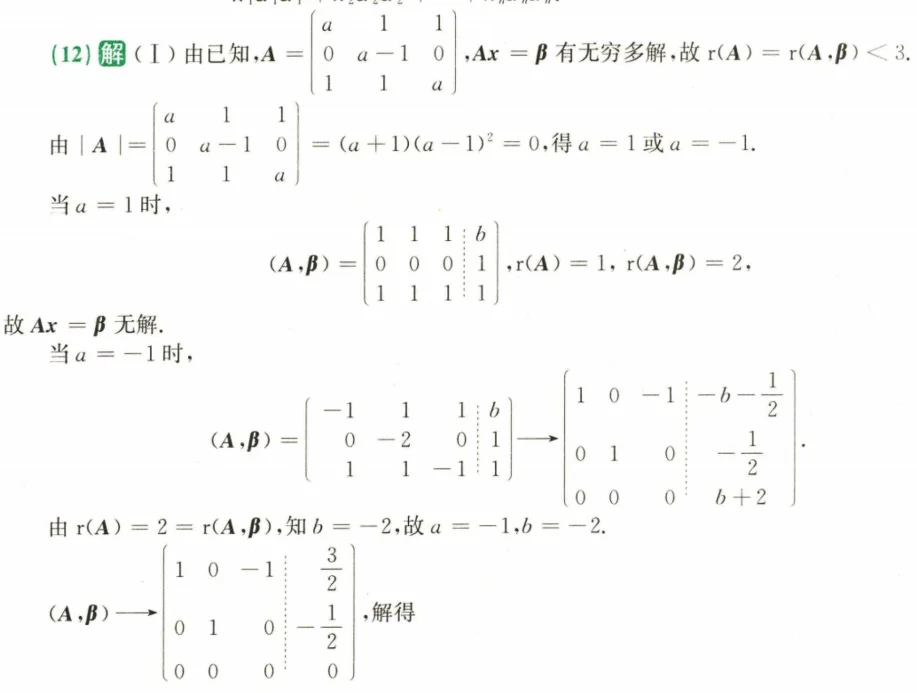 (12) 解 (Ⅰ)由已知,A = [a 1 1; 0 a−1 0; 1 1 a], Ax = β 有无穷多解,故 r(A) = r(A,β) < 3.
由 | A |= [a 1 1; 0 a−1 0; 1 1 a] = (a+1)(a−1)² = 0,得 a = 1 或 a = −1.
当 a = 1 时,
(A,β) = [1 1 1 ┊ b; 0 0 0 ┊ 1; 1 1 1 ┊ 1], r(A) = 1, r(A,β) = 2,
故 Ax = β 无解.
当 a = −1 时,
(A,β) = [−1 1 1 ┊ b; 0 −2 0 ┊ 1; 1 1 −1 ┊ 1] → [1 0 −1 ┊ −b−1/2; 0 1 0 ┊ −1/2; 0 0 0 ┊ b+2].
由 r(A) = 2 = r(A,β),知 b = −2,故 a = −1,b = −2.
(A,β) → [1 0 −1 ┊ 3/2; 0 1 0 ┊ −1/2; 0 0 0 ┊ 0],解得